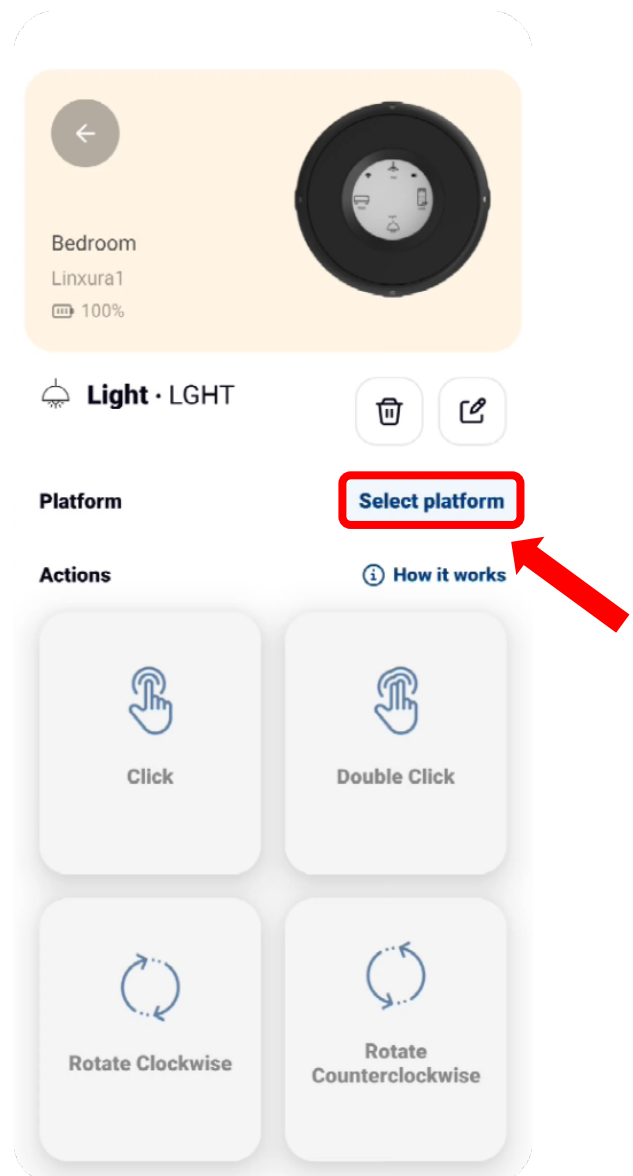 Bedroom
Linxura1
100%
Light · LGHT
Platform
Select platform
Actions
How it works
Click
Double Click
Rotate Clockwise
Rotate
Counterclockwise